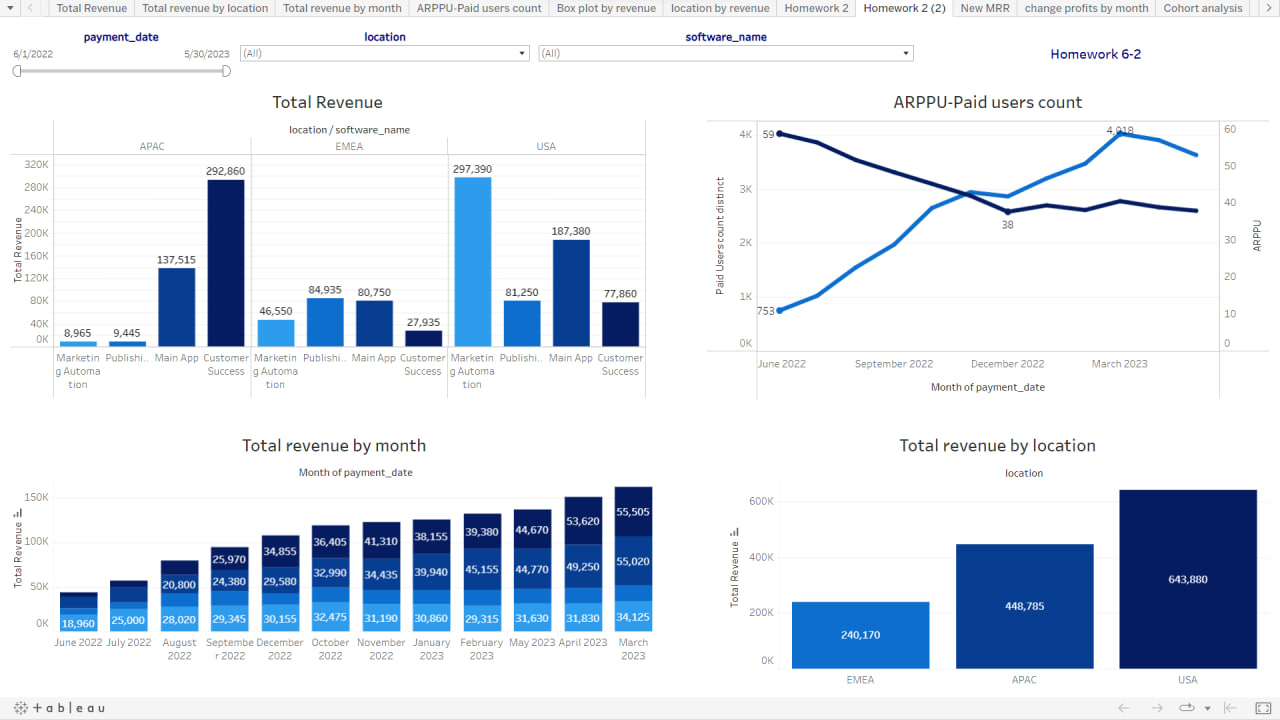 Total Revenue
Total revenue by location
Total revenue by month
ARPPU-Paid users count
Box plot by revenue
location by revenue
Homework 2
Homework 2 (2)
New MRR
change profits by month
Cohort analysis
payment_date
6/1/2022
5/30/2023
location
(All)
software_name
(All)
Homework 6-2
Total Revenue
location / software_name
APAC
EMEA
USA
Total Revenue
320K
280K
240K
200K
160K
120K
80K
40K
0K
8,965
9,445
137,515
292,860
46,550
84,935
80,750
27,935
297,390
81,250
187,380
77,860
Marketin
g Automa
tion
Publishi..
Main App
Customer
Success
Marketin
g Automa
tion
Publishi..
Main App
Customer
Success
Marketin
g Automa
tion
Publishi..
Main App
Customer
Success
ARPPU-Paid users count
Paid Users count distinct
4K
3K
2K
1K
0K
59
753
38
4,018
60
50
40
30
20
10
0
ARPPU
June 2022
September 2022
December 2022
March 2023
Month of payment_date
Total revenue by month
Month of payment_date
Total Revenue
150K
100K
50K
0K
18,960
25,000
20,800
28,020
25,970
24,380
29,345
34,855
29,580
30,155
36,405
32,990
32,475
41,310
34,435
31,190
38,155
39,940
30,860
39,380
45,155
29,315
44,670
44,770
31,630
53,620
49,250
31,830
55,505
55,020
34,125
June 2022
July 2022
August
2022
Septembe
r 2022
December
2022
October
2022
November
2022
January
2023
February
2023
May 2023
April 2023
March
2023
Total revenue by location
location
Total Revenue
600K
400K
200K
0K
240,170
448,785
643,880
EMEA
APAC
USA
+ableau